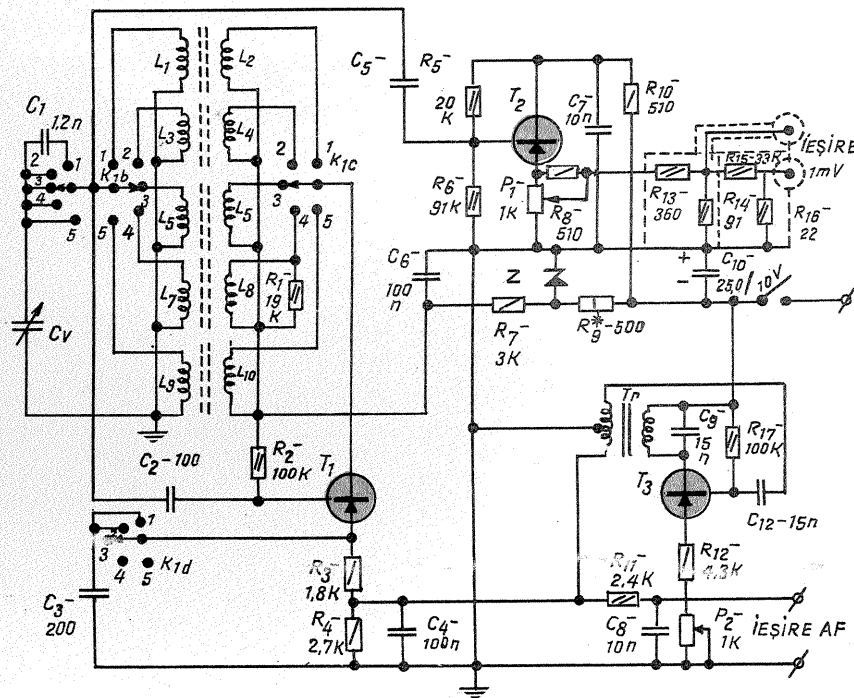 C1
1,2n
2
1
3
4
5
K1b
1
2
3
5
4
L1
L3
L5
L7
L9
L2
L4
L5
L8
L10
2
1
K1c
3
4
5
R1-
19
K
Cv
C2-100
R2-
100K
T1
1
3
4
5
K1d
C3-
200
R3-
1,8K
R4-
2,7K
C4-
100n
C5-
R5-
20
K
R6-
91K
C6-
100
n
T2
P1-
1K
R8-
510
C7-
10n
R10-
510
Z
R7-
3K
R*9-500
R13-
360
R14-
91
R15-33K
R16-
22
IEŞIRE
1mV
C10-
250/10V
+
-
Tr
C9-
15
n
R17-
100K
T3
C12-15n
R11-
2,4K
R12-
4,3K
C8-
10n
P2-
1K
IEŞIRE AF